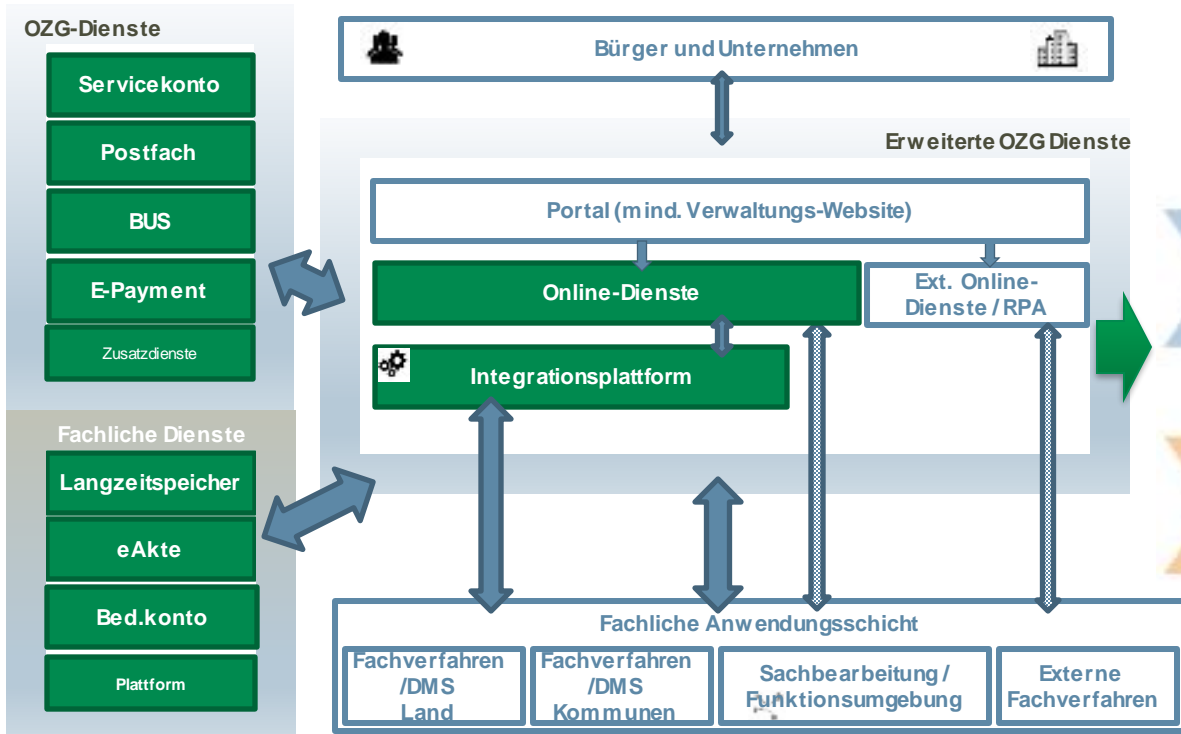 OZG-Dienste
Servicekonto
Postfach
BUS
E-Payment
Zusatzdienste
Fachliche Dienste
Langzeitspeicher
eAkte
Bed.konto
Plattform
Bürger und Unternehmen
Erweiterte OZG Dienste
Portal (mind. Verwaltungs-Website)
Online-Dienste
Ext. Online-
Dienste / RPA
Integrationsplattform
Fachliche Anwendungsschicht
Fachverfahren
/DMS
Land
Fachverfahren
/DMS
Kommunen
Sachbearbeitung /
Funktionsumgebung
Externe
Fachverfahren